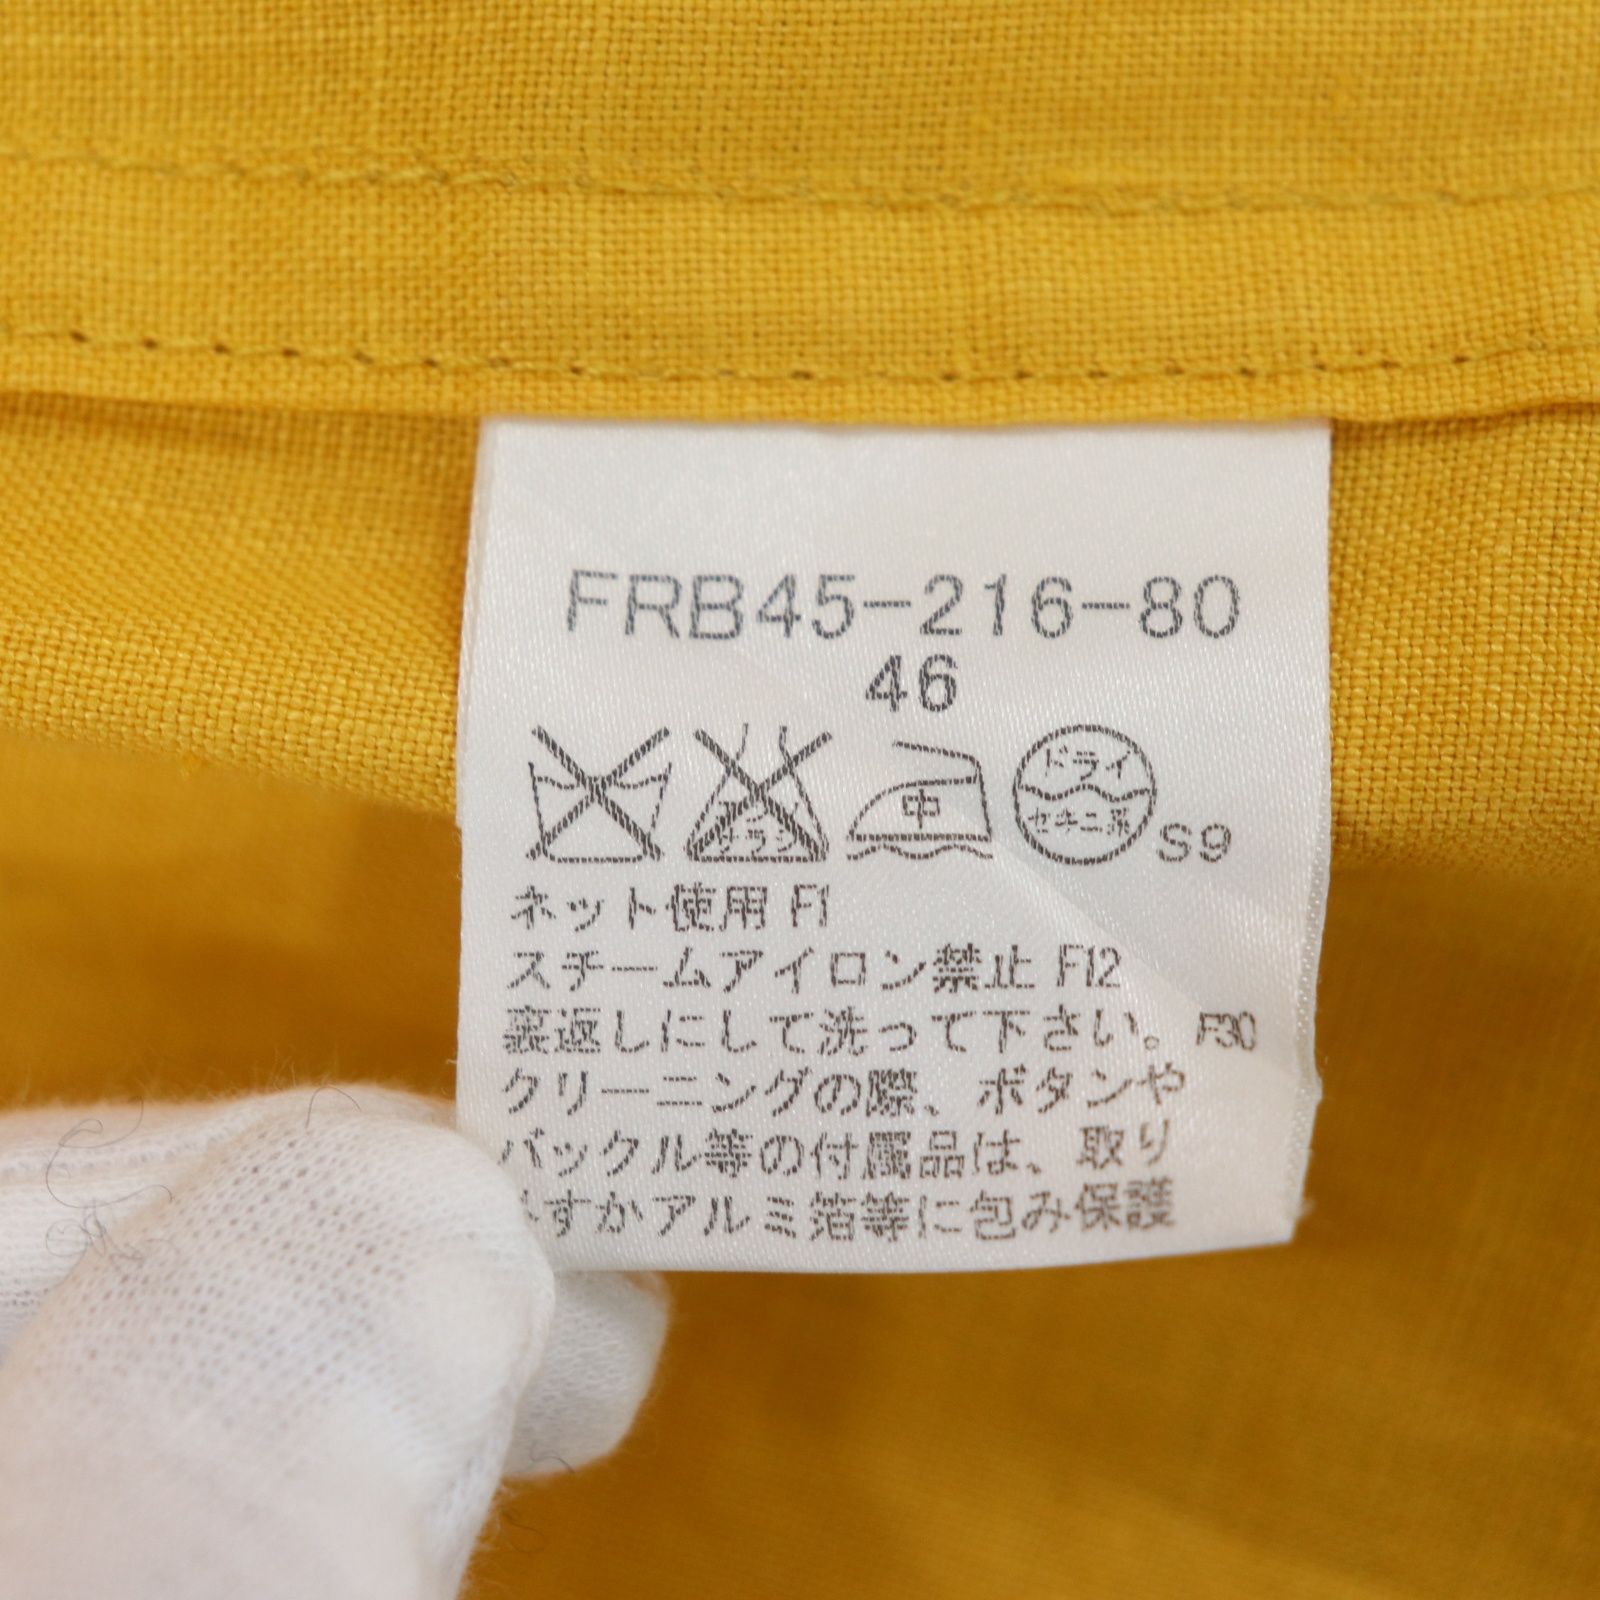 FRB45-216-80
46
中
ドライ
セキユ系
S9
ネット使用 F1
スチームアイロン禁止 F12
裏返しにして洗って下さい。 F30
クリーニングの際、ボタンや
バックル等の付属品は、取り
すかアルミ箔等に包み保護